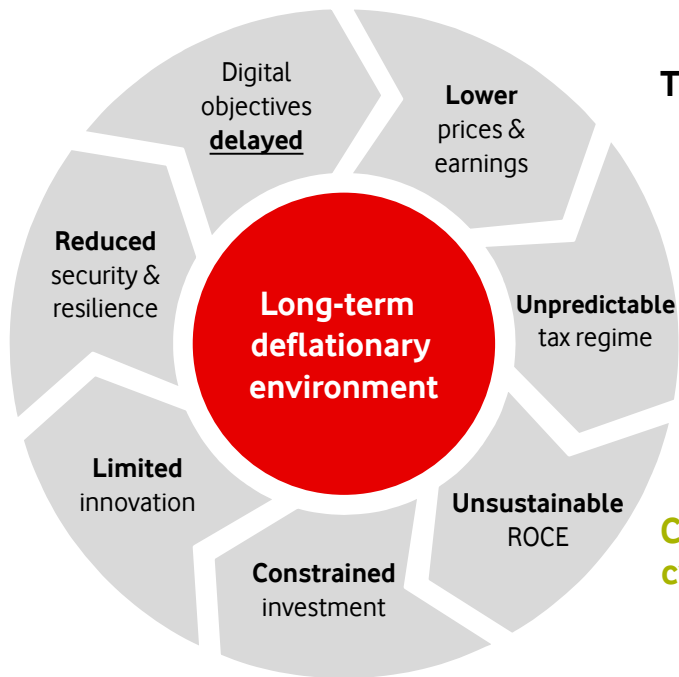 Digital
objectives
delayed
Lower
prices &
earnings
Unpredictable
tax regime
Unsustainable
ROCE
Constrained
investment
Limited
innovation
Reduced
security &
resilience
Long-term
deflationary
environment
T
C
c